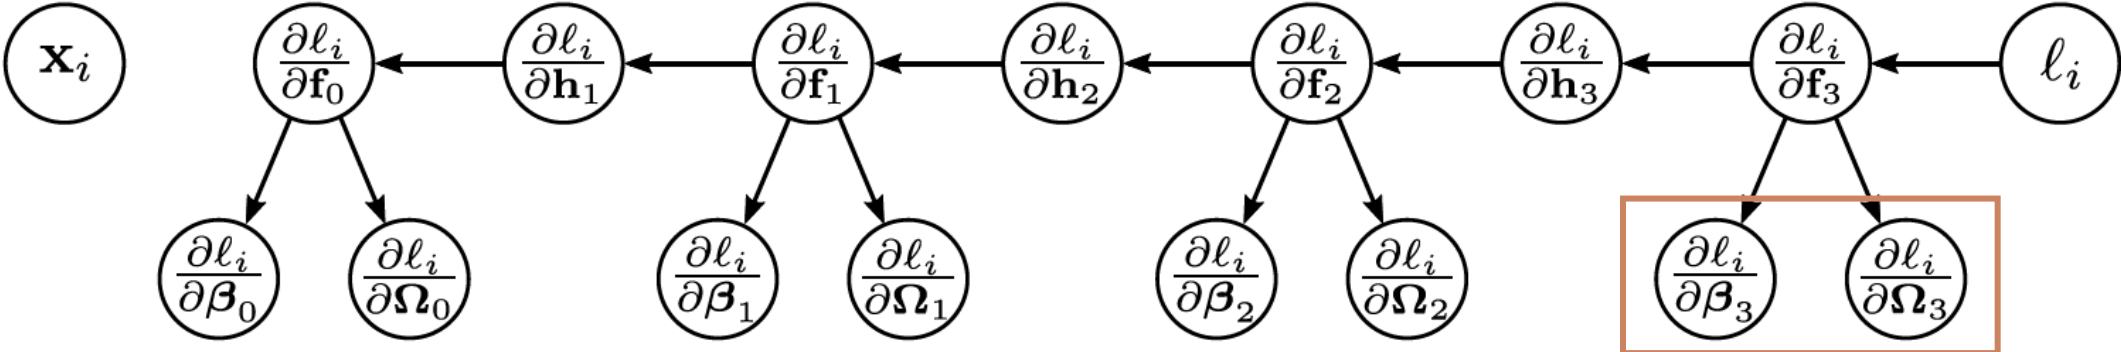 𝐱ᵢ ∂ℓᵢ/∂𝐟₀ ∂ℓᵢ/∂𝐡₁ ∂ℓᵢ/∂𝐟₁ ∂ℓᵢ/∂𝐡₂ ∂ℓᵢ/∂𝐟₂ ∂ℓᵢ/∂𝐡₃ ∂ℓᵢ/∂𝐟₃ ℓᵢ
∂ℓᵢ/∂𝛃₀ ∂ℓᵢ/∂𝛀₀ ∂ℓᵢ/∂𝛃₁ ∂ℓᵢ/∂𝛀₁ ∂ℓᵢ/∂𝛃₂ ∂ℓᵢ/∂𝛀₂ ∂ℓᵢ/∂𝛃₃ ∂ℓᵢ/∂𝛀₃